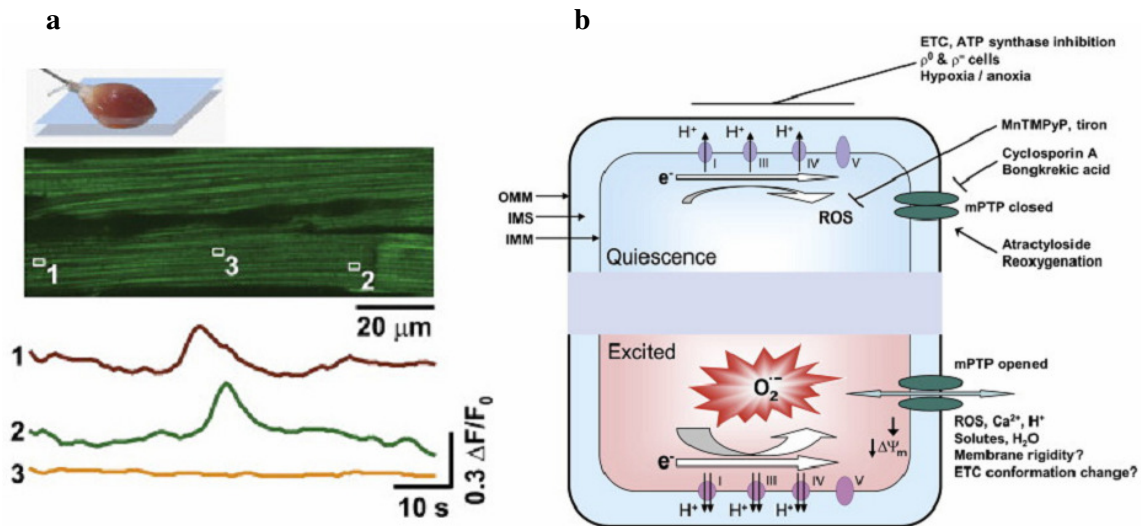 a
1
3
2
20 μm
1
2
3
0.3 ΔF/F₀
10 s
b
ETC, ATP synthase inhibition
ρ⁰ & ρ⁻ cells
Hypoxia / anoxia
MnTMPyP, tiron
Cyclosporin A
Bongkrekic acid
H⁺ H⁺ H⁺
I III IV V
e⁻
ROS
mPTP closed
OMM
IMS
IMM
Atractyloside
Reoxygenation
Quiescence
Excited
mPTP opened
O₂·⁻
ROS, Ca²⁺, H⁺
Solutes, H₂O
ΔΨₘ
Membrane rigidity?
e⁻
ETC conformation change?
I III IV V
H⁺ H⁺ H⁺